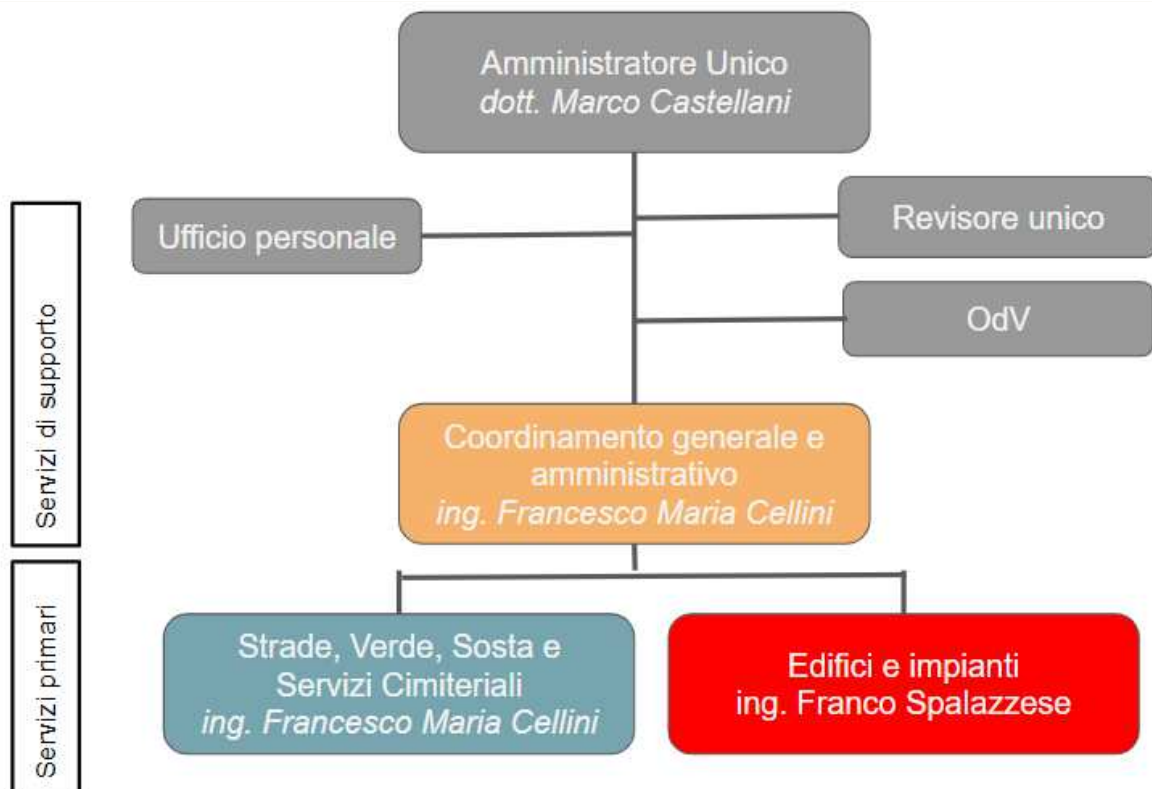 Amministratore Unico
dott. Marco Castellani
Ufficio personale
Revisore unico
OdV
Servizi di supporto
Coordinamento generale e
amministrativo
ing. Francesco Maria Cellini
Servizi primari
Strade, Verde, Sosta e
Servizi Cimiteriali
ing. Francesco Maria Cellini
Edifici e impianti
ing. Franco Spalazzese